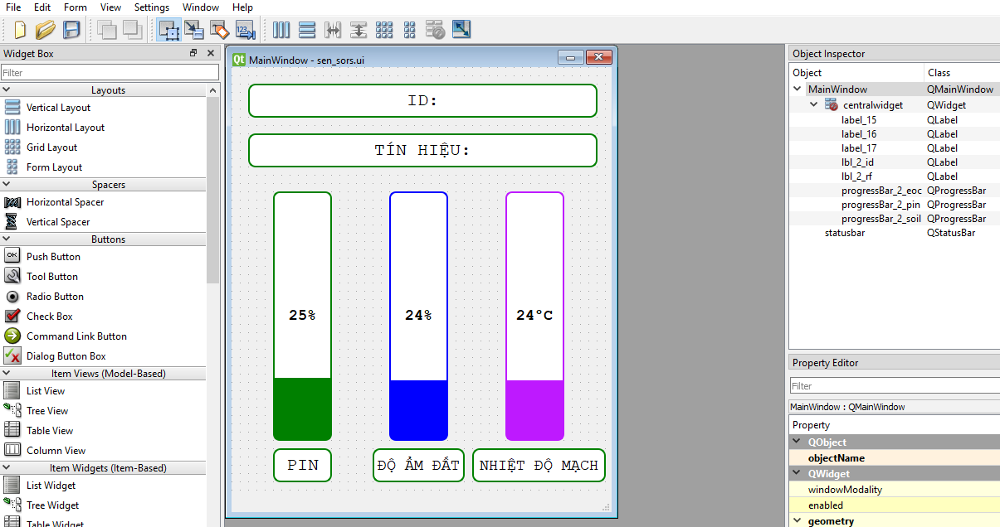 File Edit Form View Settings Window Help
Widget Box
Filter
Layouts
Vertical Layout
Horizontal Layout
Grid Layout
Form Layout
Spacers
Horizontal Spacer
Vertical Spacer
Buttons
OK Push Button
Tool Button
Radio Button
Check Box
Command Link Button
Dialog Button Box
Item Views (Model-Based)
List View
Tree View
Table View
Column View
Item Widgets (Item-Based)
List Widget
Tree Widget
Table Widget
Qt MainWindow - sen_sors.ui
ID:
TÍN HIỆU:
25% 24% 24°C
PIN ĐỘ ẨM ĐẤT NHIỆT ĐỘ MẠCH
Object Inspector
Object Class
MainWindow QMainWindow
centralwidget QWidget
label_15 QLabel
label_16 QLabel
label_17 QLabel
lbl_2_id QLabel
lbl_2_rf QLabel
progressBar_2_eoc QProgressBar
progressBar_2_pin QProgressBar
progressBar_2_soil QProgressBar
statusbar QStatusBar
Property Editor
Filter
MainWindow : QMainWindow
Property
QObject
objectName
QWidget
windowModality
enabled
geometry